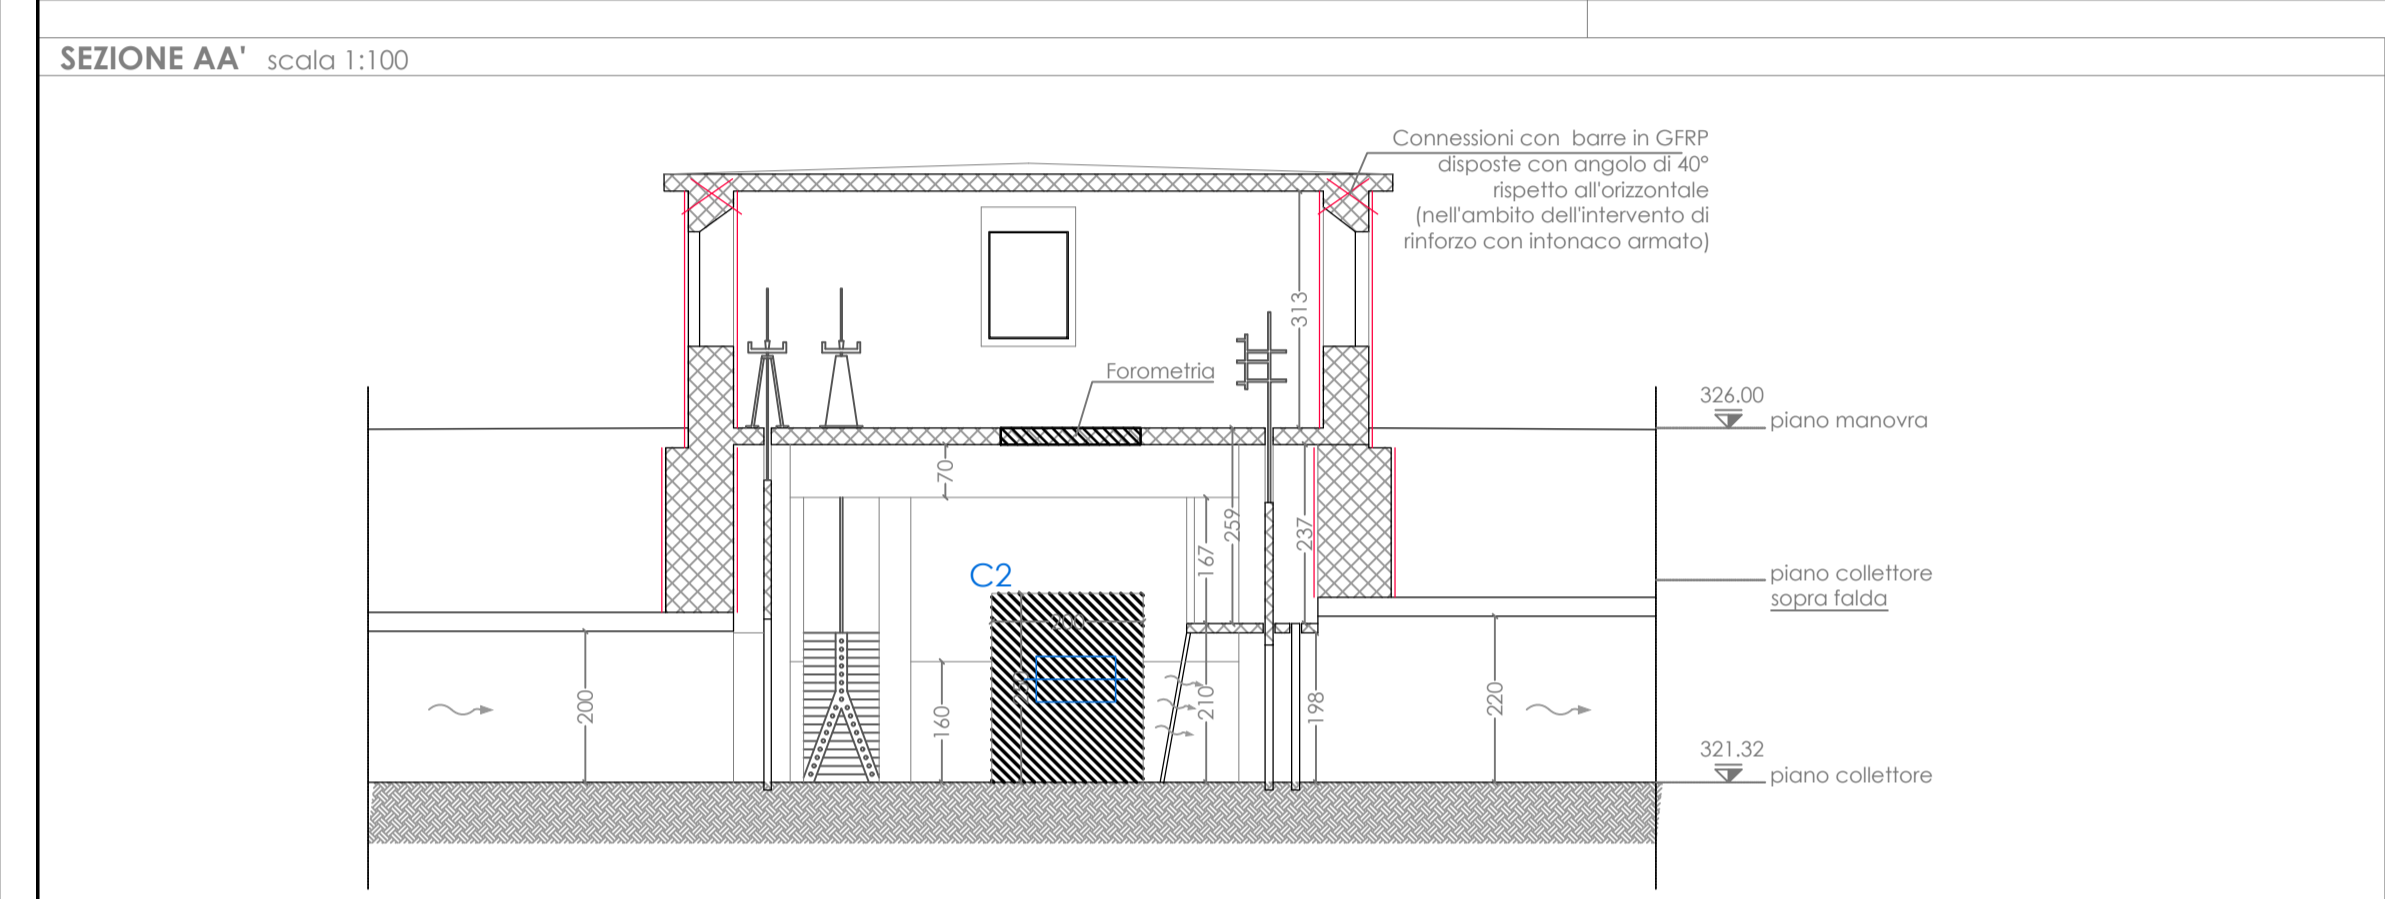 SEZIONE AA' scala 1:100
Connessioni con barre in GFRP
disposte con angolo di 40°
rispetto all'orizzontale
(nell'ambito dell'intervento di
rinforzo con intonaco armato)
313
Forometria
326.00
piano manovra
70
259
237
167
C2
piano collettore
sopra falda
200
200
160
210
198
220
321.32
piano collettore